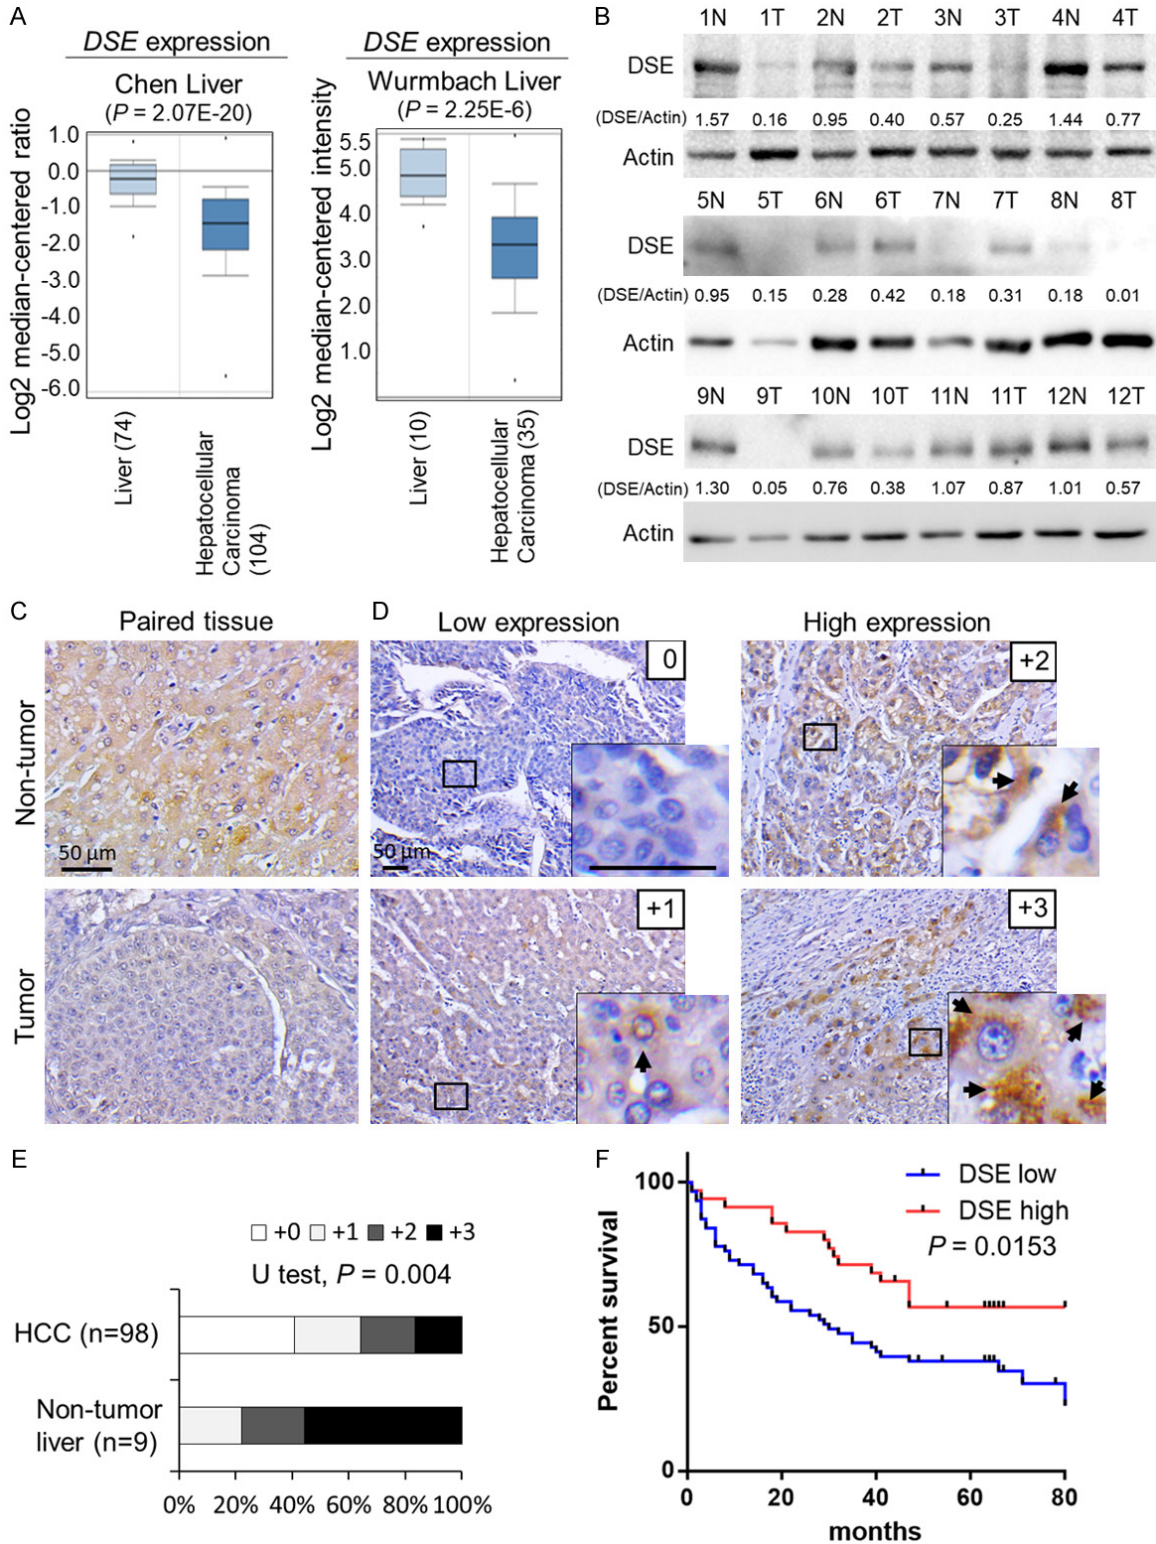 A
DSE expression
Chen Liver
(P = 2.07E-20)
Log2 median-centered ratio
1.0
0.0
-1.0
-2.0
-3.0
-4.0
-5.0
-6.0
Liver (74)
Hepatocellular
Carcinoma
(104)
DSE expression
Wurmbach Liver
(P = 2.25E-6)
Log2 median-centered intensity
5.5
5.0
4.0
3.0
2.0
1.0
Liver (10)
Hepatocellular
Carcinoma (35)
B
1N 1T 2N 2T 3N 3T 4N 4T
DSE
(DSE/Actin) 1.57 0.16 0.95 0.40 0.57 0.25 1.44 0.77
Actin
5N 5T 6N 6T 7N 7T 8N 8T
DSE
(DSE/Actin) 0.95 0.15 0.28 0.42 0.18 0.31 0.18 0.01
Actin
9N 9T 10N 10T 11N 11T 12N 12T
DSE
(DSE/Actin) 1.30 0.05 0.76 0.38 1.07 0.87 1.01 0.57
Actin
C
Paired tissue
Non-tumor
50 µm
Tumor
D
Low expression
High expression
0
50 µm
+2
+1
+3
E
+0 +1 +2 +3
U test, P = 0.004
HCC (n=98)
Non-tumor
liver (n=9)
0% 20% 40% 60% 80% 100%
F
DSE low
DSE high
P = 0.0153
Percent survival
100
50
0
0 20 40 60 80
months